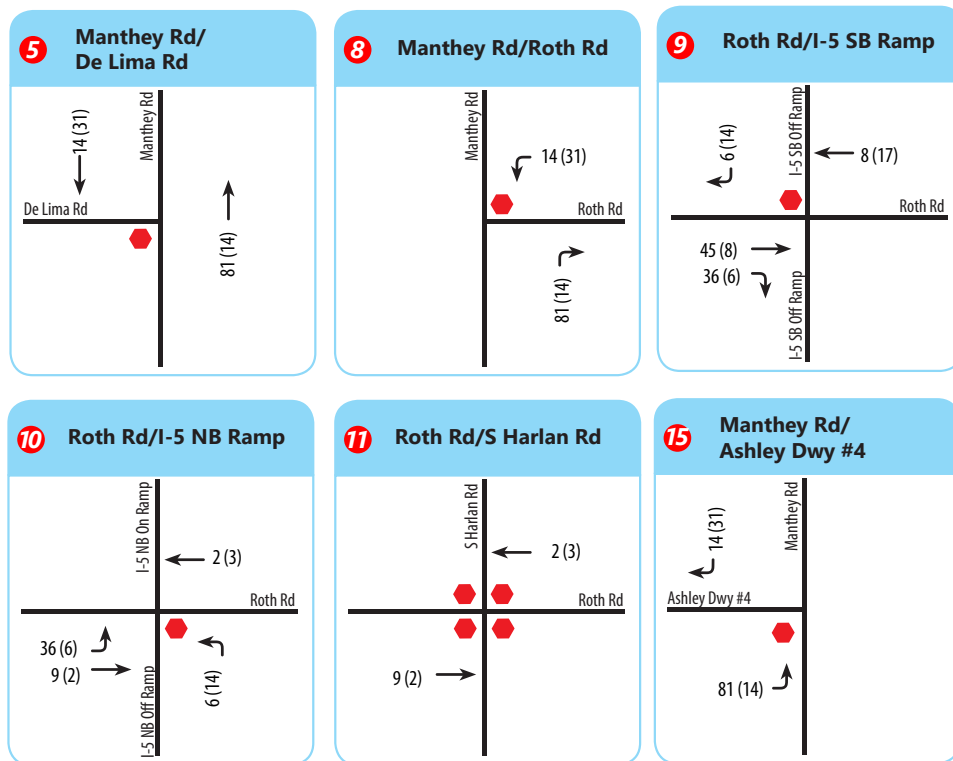 5
Manthey Rd/
De Lima Rd
14 (31)
Manthey Rd
De Lima Rd
81 (14)
8
Manthey Rd/Roth Rd
Manthey Rd
14 (31)
Roth Rd
81 (14)
9
Roth Rd/I-5 SB Ramp
6 (14)
I-5 SB Off Ramp
8 (17)
Roth Rd
45 (8)
36 (6)
I-5 SB Off Ramp
10
Roth Rd/I-5 NB Ramp
I-5 NB On Ramp
2 (3)
Roth Rd
36 (6)
9 (2)
I-5 NB Off Ramp
6 (14)
11
Roth Rd/S Harlan Rd
S Harlan Rd
2 (3)
Roth Rd
9 (2)
15
Manthey Rd/
Ashley Dwy #4
14 (31)
Manthey Rd
Ashley Dwy #4
81 (14)